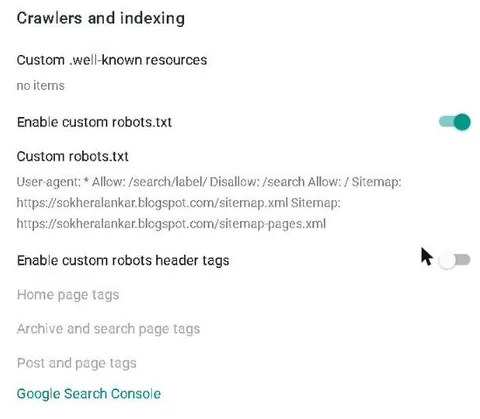 Crawlers and indexing
Custom .well-known resources
no items
Enable custom robots.txt
Custom robots.txt
User-agent: * Allow: /search/label/ Disallow: /search Allow: / Sitemap:
https://sokheralankar.blogspot.com/sitemap.xml Sitemap:
https://sokheralankar.blogspot.com/sitemap-pages.xml
Enable custom robots header tags
Home page tags
Archive and search page tags
Post and page tags
Google Search Console